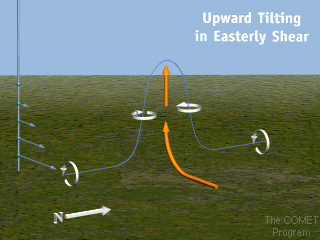 Upward Tilting
in Easterly Shear
N
The COMET
Program